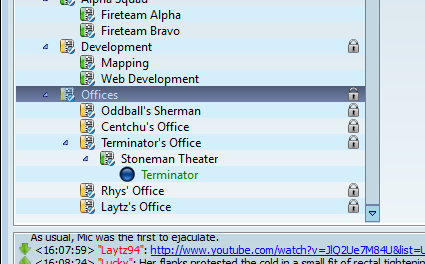 Alpha Squad
Fireteam Alpha
Fireteam Bravo
Development
Mapping
Web Development
Offices
Oddball's Sherman
Centchu's Office
Terminator's Office
Stoneman Theater
Terminator
Rhys' Office
Laytz's Office
As usual, Mic was the first to ejaculate.
<16:07:59> "Laytz94": http://www.youtube.com/watch?v=JlQ2Ue7M84U&list=U
<16:08:24> "Lucky": Her flanks protested the cold in a small fit of rectal tightening